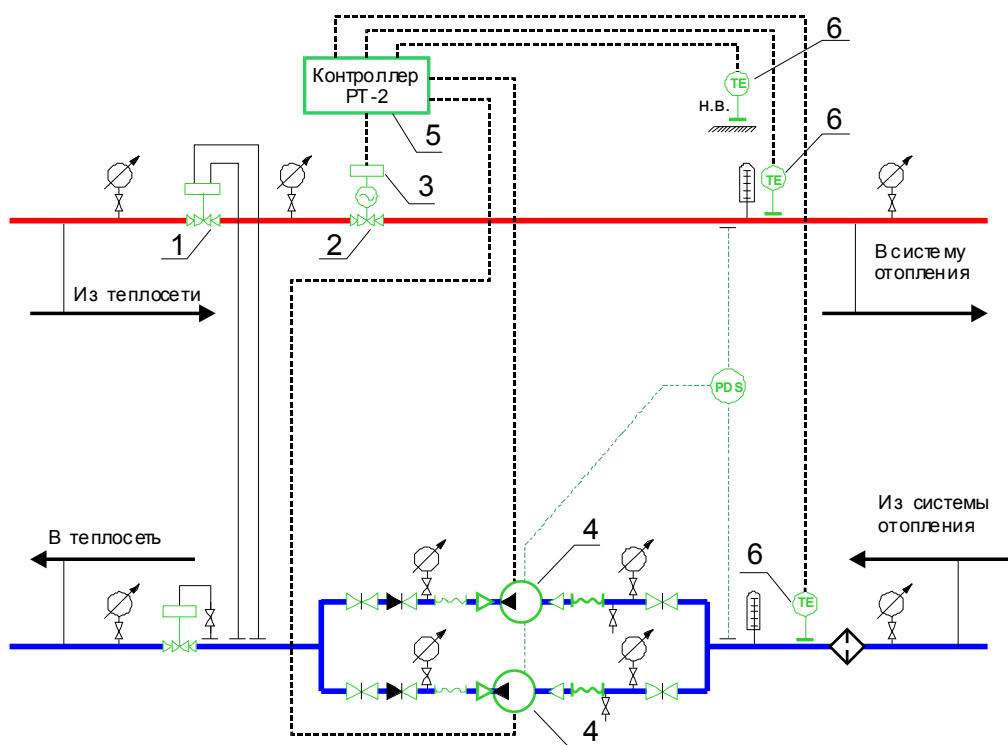 6
Контроллер
РТ-2
TE
н.в.
5
6
3
TE
1
2
В систему
отопления
Из теплосети
PDS
Из системы
отопления
В теплосеть
4
6
TE
4